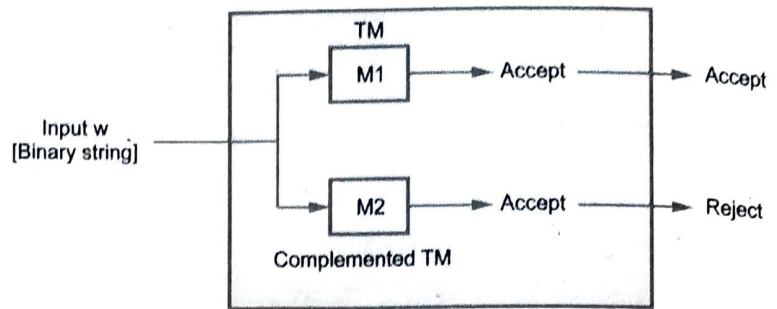 TM
M1
Accept
Accept
Input w
[Binary string]
M2
Accept
Reject
Complemented TM